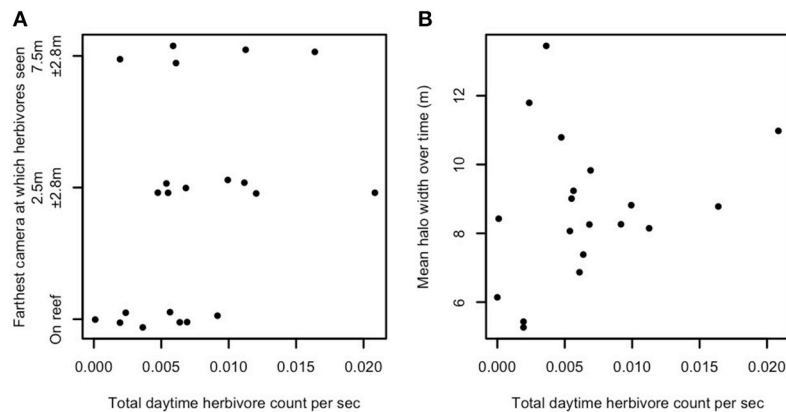 A
Farthest camera at which herbivores seen
7.5m
±2.8m
2.5m
±2.8m
On reef
0.000 0.005 0.010 0.015 0.020
Total daytime herbivore count per sec
B
Mean halo width over time (m)
12
10
8
6
0.000 0.005 0.010 0.015 0.020
Total daytime herbivore count per sec